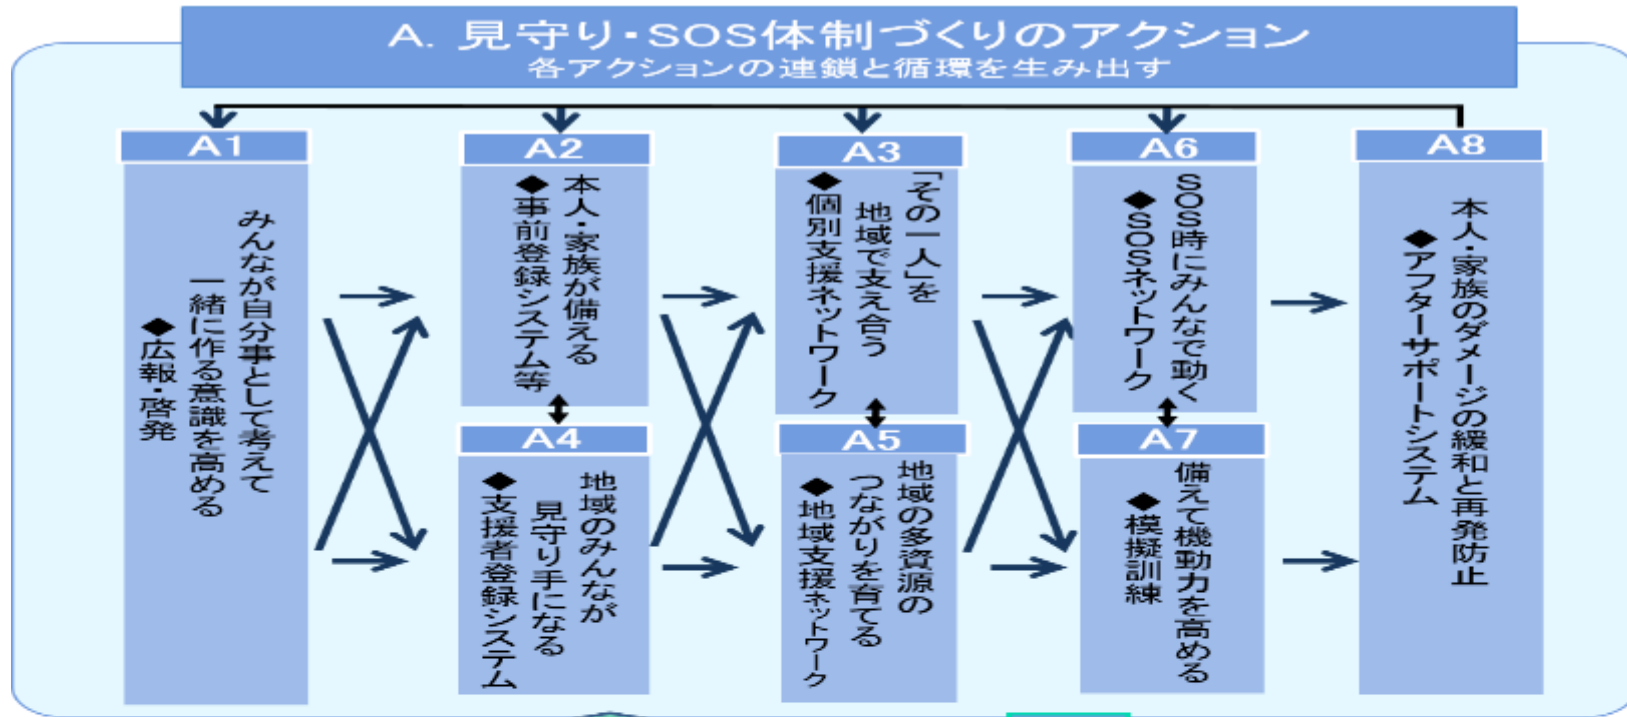 A. 見守り・SOS体制づくりのアクション
各アクションの連鎖と循環を生み出す
A1
みんなが自分事として考えて
一緒に作る意識を高める
◆広報・啓発
A2
本人・家族が備える
◆事前登録システム等
A4
地域のみんなが
見守り手になる
◆支援者登録システム
A3
「その一人」を
地域で支え合う
◆個別支援ネットワーク
A5
地域の多資源の
つながりを育てる
◆地域支援ネットワーク
A6
SOS時にみんなで動く
◆SOSネットワーク
A7
備えて機動力を高める
◆模擬訓練
A8
本人・家族のダメージの緩和と再発防止
◆アフターサポートシステム